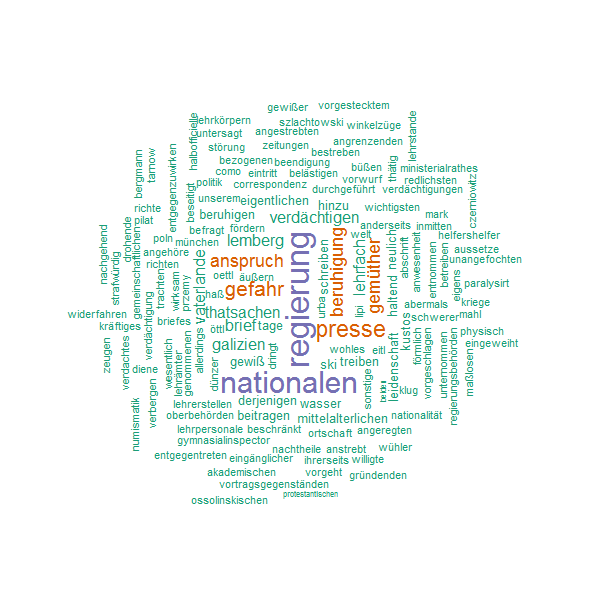 gewißer vorgestecktem
lehrkörpern szlachtowski winkelzüge
untersagt angestrebten angrenzenden
halbofficielle
störung zeitungen bestreben
lehrstande
bezogenen beendigung büßen thätig ministerialrathes
como eintritt belästigen vorwurf redlichsten
bergmann tarnow entgegenzuwirken beseitigt
politik correspondenz durchgeführt verdächtigungen
unserem eigentlichen hinzu wichtigsten mark czerniowitz
richte beruhigen verdächtigen anderseits inmitten
pilat befragt fördern welt neulich helfershelfer
nachgehend drohende gemeinschaftlichen poln münchen lemberg regierung beruhigung gemüther abschrift anwesenheit aussetze
angehöre vaterlande anspruch schreiben lehrfach entnommen unangefochten
strafwürdig richten oettl äußern haltend betreiben eigens paralysirt
trachten wirksam przemy haß gefahr urba lipi abermals kriege
widerfahren thatsachen schwerer mahl
kräftiges verdächtigung briefes öttl brief tage presse kustos förmlich physisch
zeugen verdachtes wesentlich genommenen allerdings galizien dringt wohles eitl leidenschaft vorgeschlagen unternommen regierungsbehörden maßlosen eingeweiht
diene lehrämter dünzer gewiß ski treiben
verbergen nationalen sonstige beiden klug
lehrerstellen derjenigen wasser
numismatik oberbehörden beitragen mittelalterlichen nationalität
lehrpersonale beschränkt ortschaft angeregten
gymnasialinspector nachtheile anstrebt wühler
entgegentreten eingänglicher ihrerseits willigte
akademischen vorgeht gründenden
vortragsgegenständen
ossolinskischen protestantischen